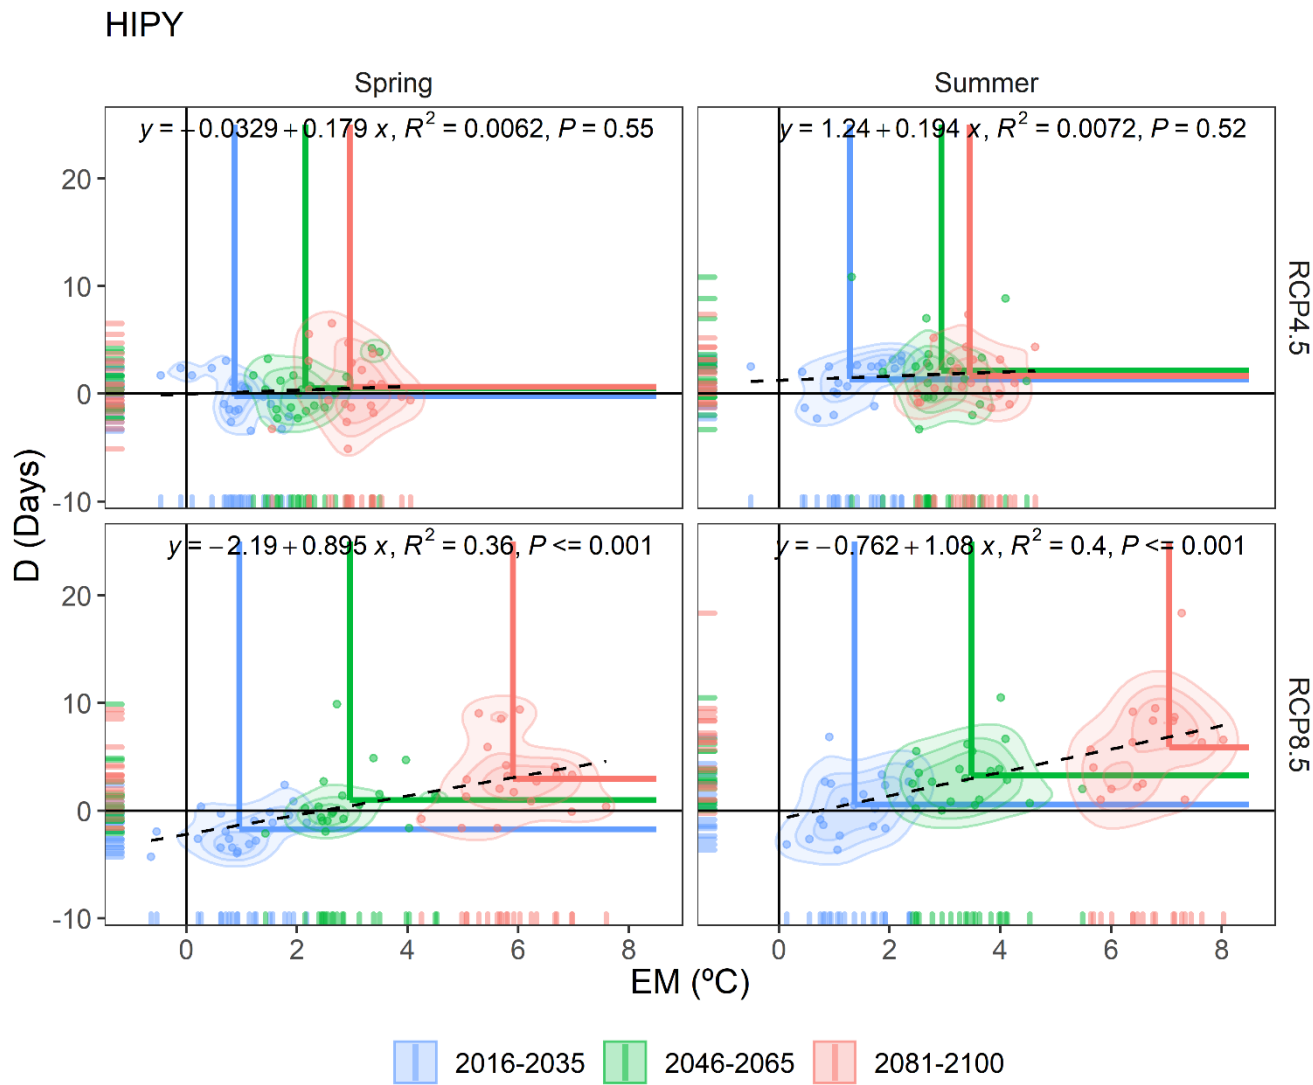 HIPY
Spring
Summer
y = −0.0329 + 0.179 x, R² = 0.0062, P = 0.55
y = 1.24 + 0.194 x, R² = 0.0072, P = 0.52
20
10
0
-10
RCP4.5
y = −2.19 + 0.895 x, R² = 0.36, P <= 0.001
y = −0.762 + 1.08 x, R² = 0.4, P <= 0.001
20
10
0
-10
RCP8.5
D (Days)
0 2 4 6 8 0 2 4 6 8
EM (ºC)
2016-2035 2046-2065 2081-2100